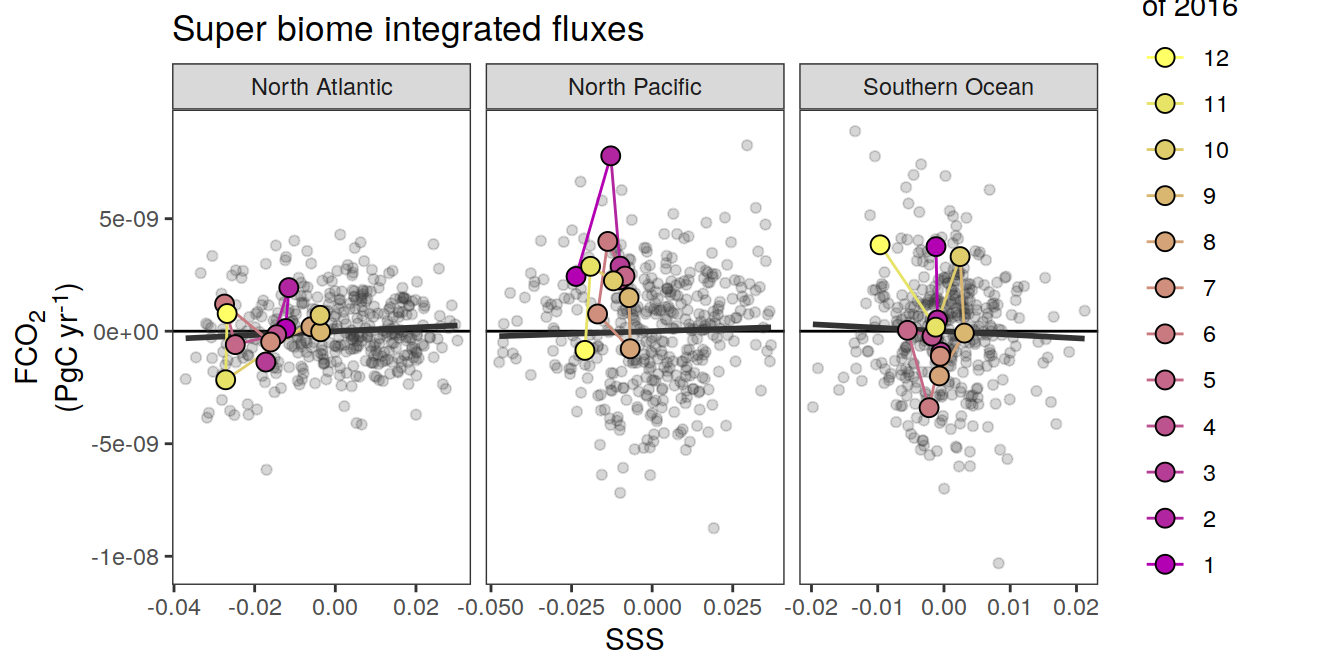 Super biome integrated fluxes
of 2016
North Atlantic
North Pacific
Southern Ocean
5e-09
0e+00
-5e-09
-1e-08
FCO₂
(PgC yr⁻¹)
-0.04 -0.02 0.00 0.02
-0.050 -0.025 0.000 0.025
-0.02 -0.01 0.00 0.01 0.02
SSS
12
11
10
9
8
7
6
5
4
3
2
1